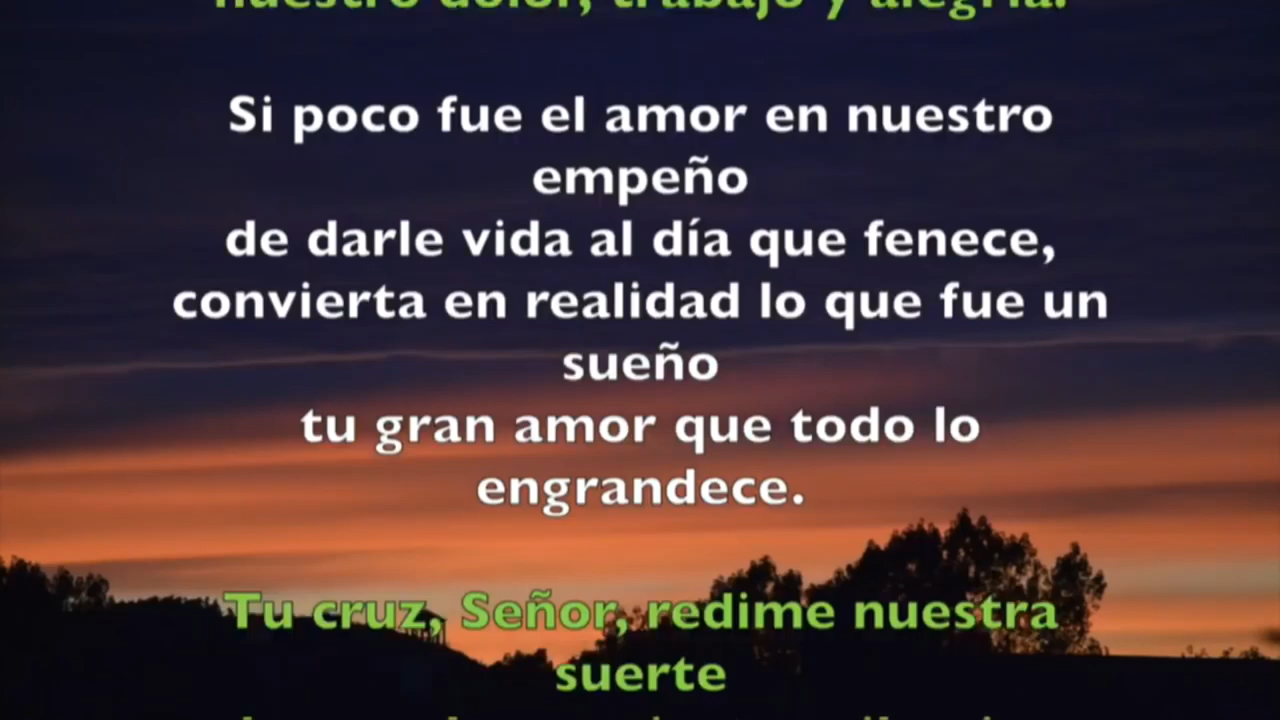 nuestro dolor, trabajo y alegría.
Si poco fue el amor en nuestro
empeño
de darle vida al día que fenece,
convierta en realidad lo que fue un
sueño
tu gran amor que todo lo
engrandece.
Tu cruz, Señor, redime nuestra
suerte